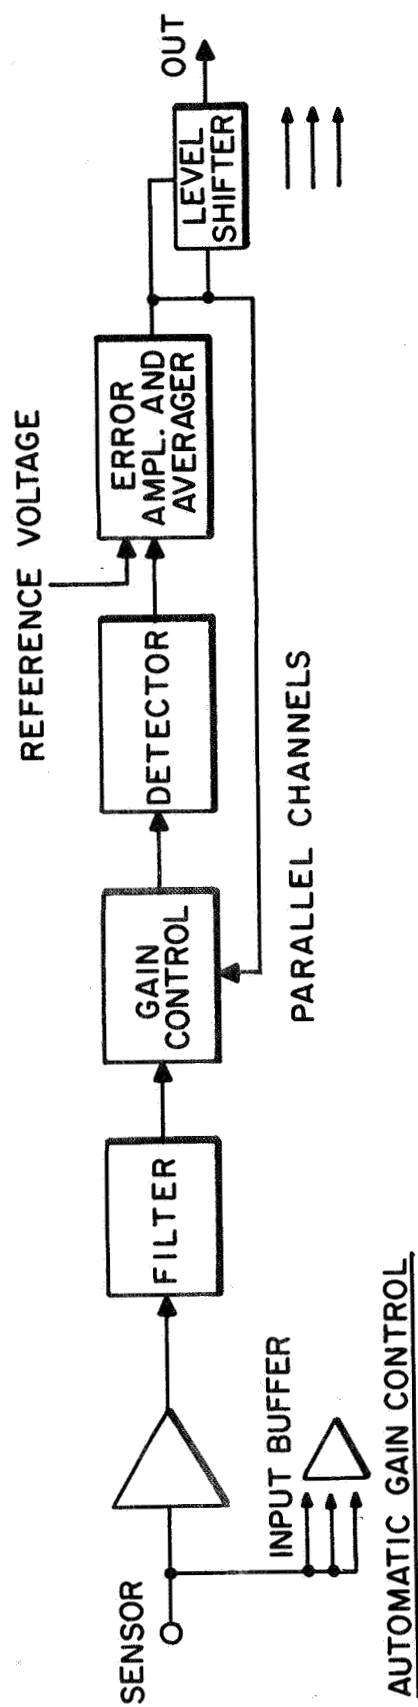 SENSOR
INPUT BUFFER
FILTER
GAIN
CONTROL
DETECTOR
REFERENCE VOLTAGE
ERROR
AMPL. AND
AVERAGER
LEVEL
SHIFTER
OUT
PARALLEL CHANNELS
AUTOMATIC GAIN CONTROL